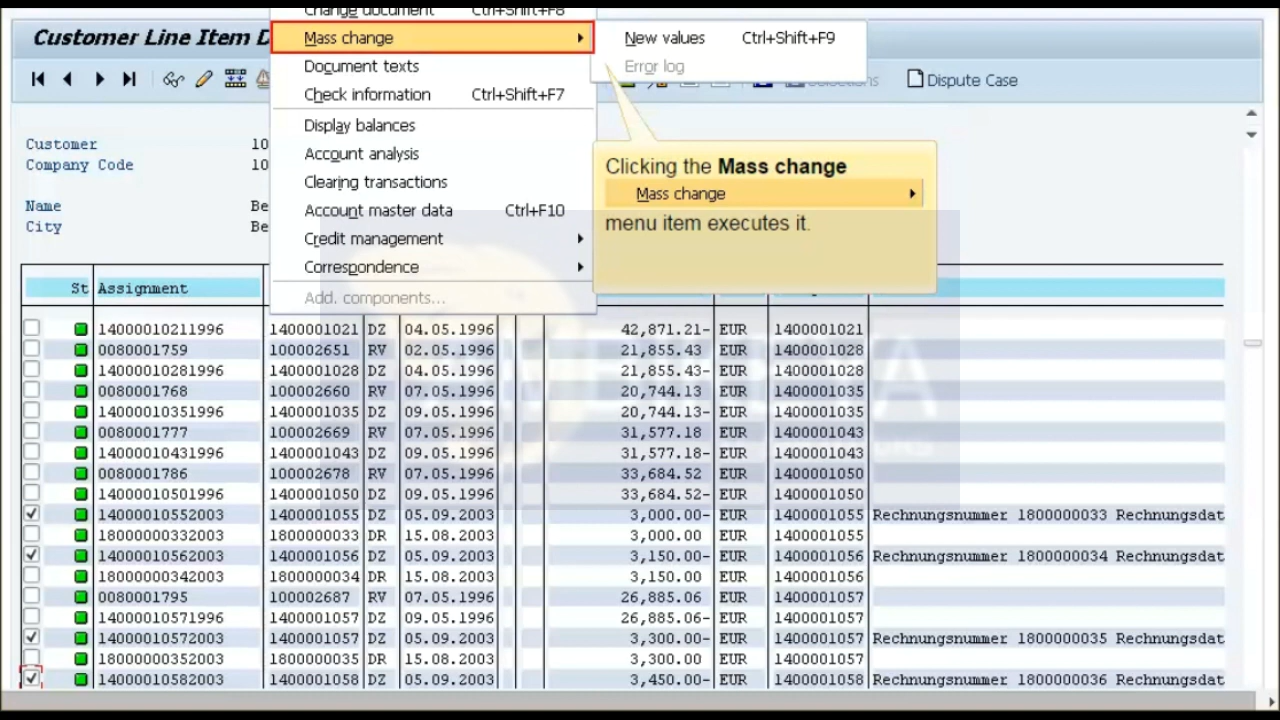 Change document Ctrl+Shift+F8
Customer Line Item D
Mass change
New values Ctrl+Shift+F9
Document texts
Error log
Check information Ctrl+Shift+F7
Selections
Dispute Case
Display balances
Account analysis
Clearing transactions
Account master data Ctrl+F10
Credit management
Correspondence
Add. components...
Clicking the Mass change
Mass change
menu item executes it.
Customer 10
Company Code 10
Name Be
City Be
St Assignment
14000010211996 1400001021 DZ 04.05.1996 42,871.21- EUR 1400001021
0080001759 100002651 RV 02.05.1996 21,855.43 EUR 1400001028
14000010281996 1400001028 DZ 04.05.1996 21,855.43- EUR 1400001028
0080001768 100002660 RV 07.05.1996 20,744.13 EUR 1400001035
14000010351996 1400001035 DZ 09.05.1996 20,744.13- EUR 1400001035
0080001777 100002669 RV 07.05.1996 31,577.18 EUR 1400001043
14000010431996 1400001043 DZ 09.05.1996 31,577.18- EUR 1400001043
0080001786 100002678 RV 07.05.1996 33,684.52 EUR 1400001050
14000010501996 1400001050 DZ 09.05.1996 33,684.52- EUR 1400001050
14000010552003 1400001055 DZ 05.09.2003 3,000.00- EUR 1400001055 Rechnungsnummer 1800000033 Rechnungsdat
18000000332003 1800000033 DR 15.08.2003 3,000.00 EUR 1400001055
14000010562003 1400001056 DZ 05.09.2003 3,150.00- EUR 1400001056 Rechnungsnummer 1800000034 Rechnungsdat
18000000342003 1800000034 DR 15.08.2003 3,150.00 EUR 1400001056
0080001795 100002687 RV 07.05.1996 26,885.06 EUR 1400001057
14000010571996 1400001057 DZ 09.05.1996 26,885.06- EUR 1400001057
14000010572003 1400001057 DZ 05.09.2003 3,300.00- EUR 1400001057 Rechnungsnummer 1800000035 Rechnungsdat
18000000352003 1800000035 DR 15.08.2003 3,300.00 EUR 1400001057
14000010582003 1400001058 DZ 05.09.2003 3,450.00- EUR 1400001058 Rechnungsnummer 1800000036 Rechnungsdat